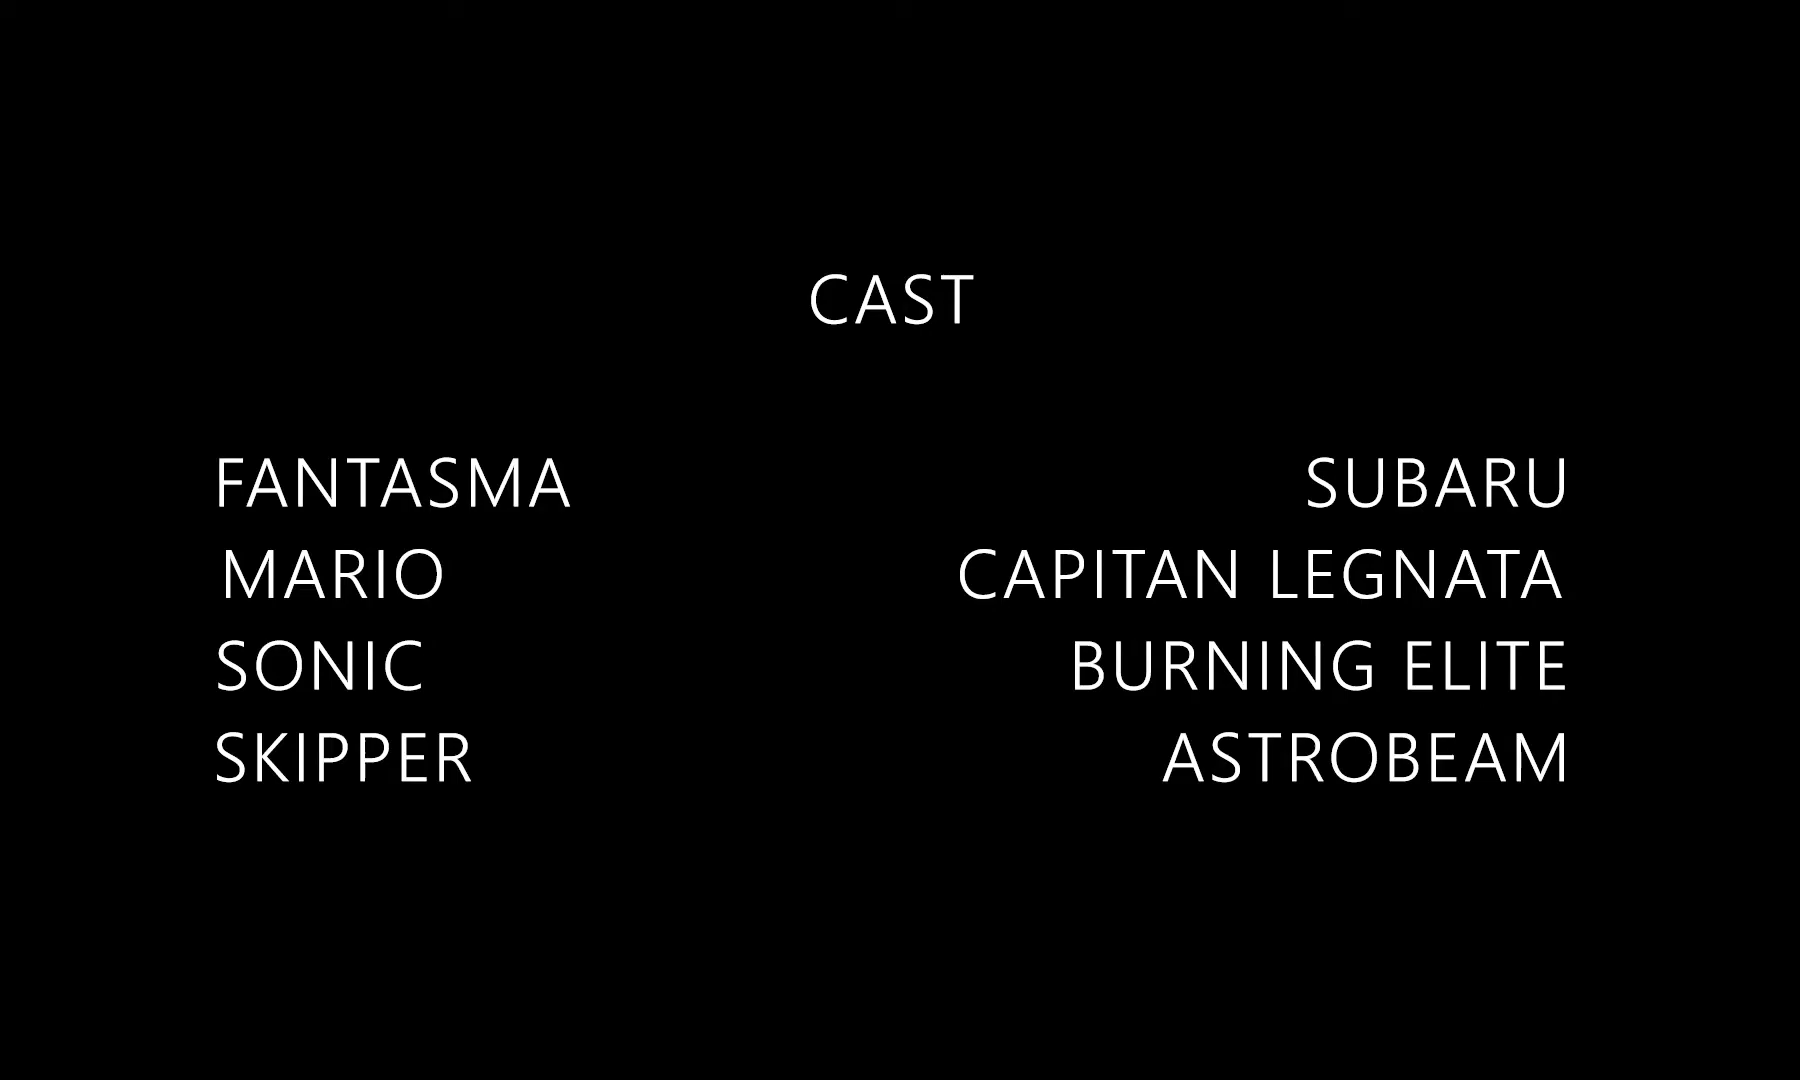 CAST
FANTASMA SUBARU
MARIO CAPITAN LEGNATA
SONIC BURNING ELITE
SKIPPER ASTROBEAM